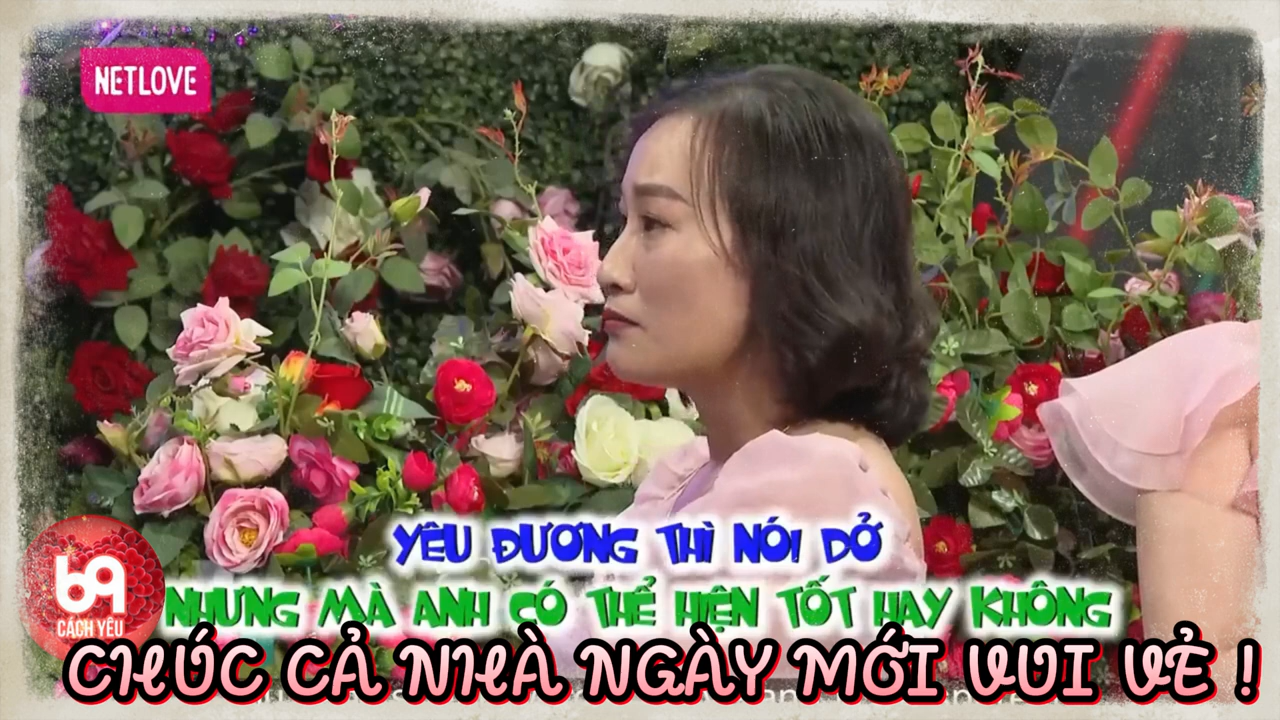 NETLOVE
YÊU ĐƯƠNG THÌ NÓI DỞ
NHƯNG MÀ ANH CÓ THỂ HIỆN TỐT HAY KHÔNG
69
CÁCH YÊU
CHÚC CẢ NHÀ NGÀY MỚI VUI VẺ !